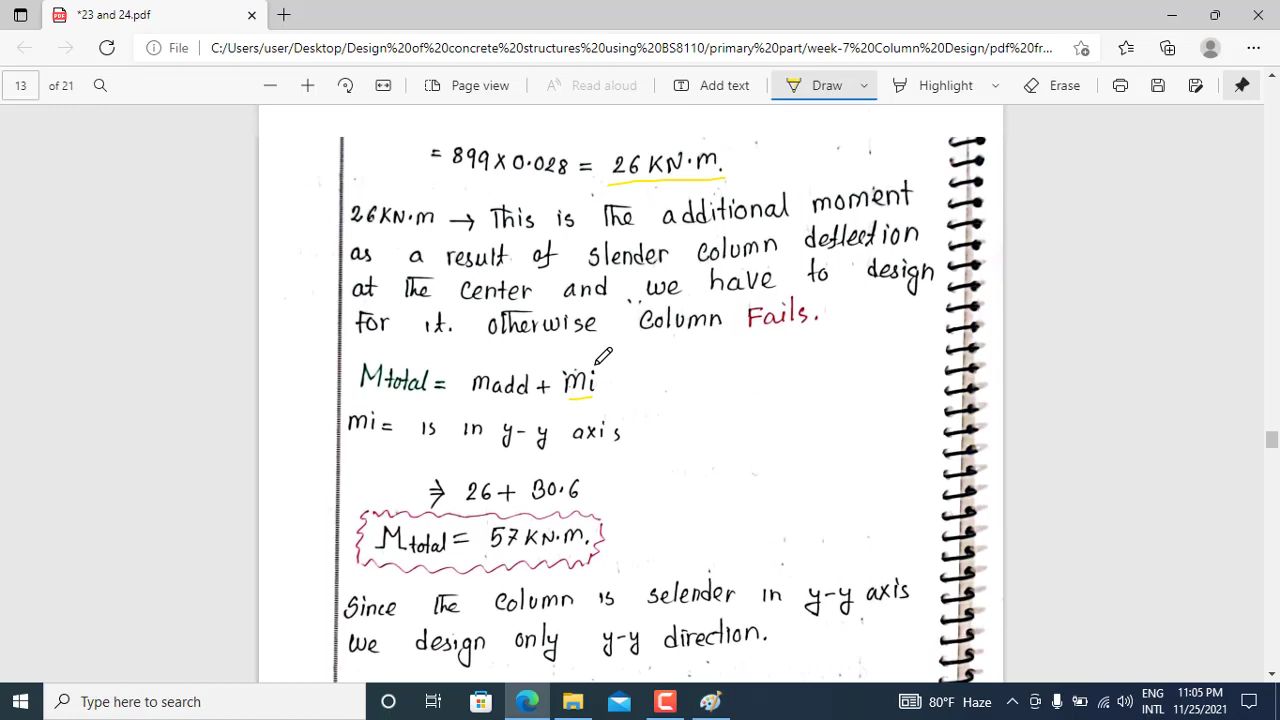 *23 and 24.pdf
File
C:/Users/user/Desktop/Design%20of%20concrete%20structures%20using%20BS8110/primary%20part/week-7%20Column%20Design/pdf%20fr...
13 of 21
Page view
Read aloud
Add text
Draw
Highlight
Erase
= 899 x 0.028 = 26 KN.m.
26KN.m → This is The additional moment
as a result of slender column deflection
at The center and we have to design
for it. otherwise column Fails.
Mtotal = madd + mi
mi = is in y-y axis
⇒ 26 + 30.6
Mtotal = 57 KN.m.
Since The Column is selender in y-y axis
we design only y-y direction.
Type here to search
80°F Haze
ENG
INTL
1:05 PM
11/25/2021